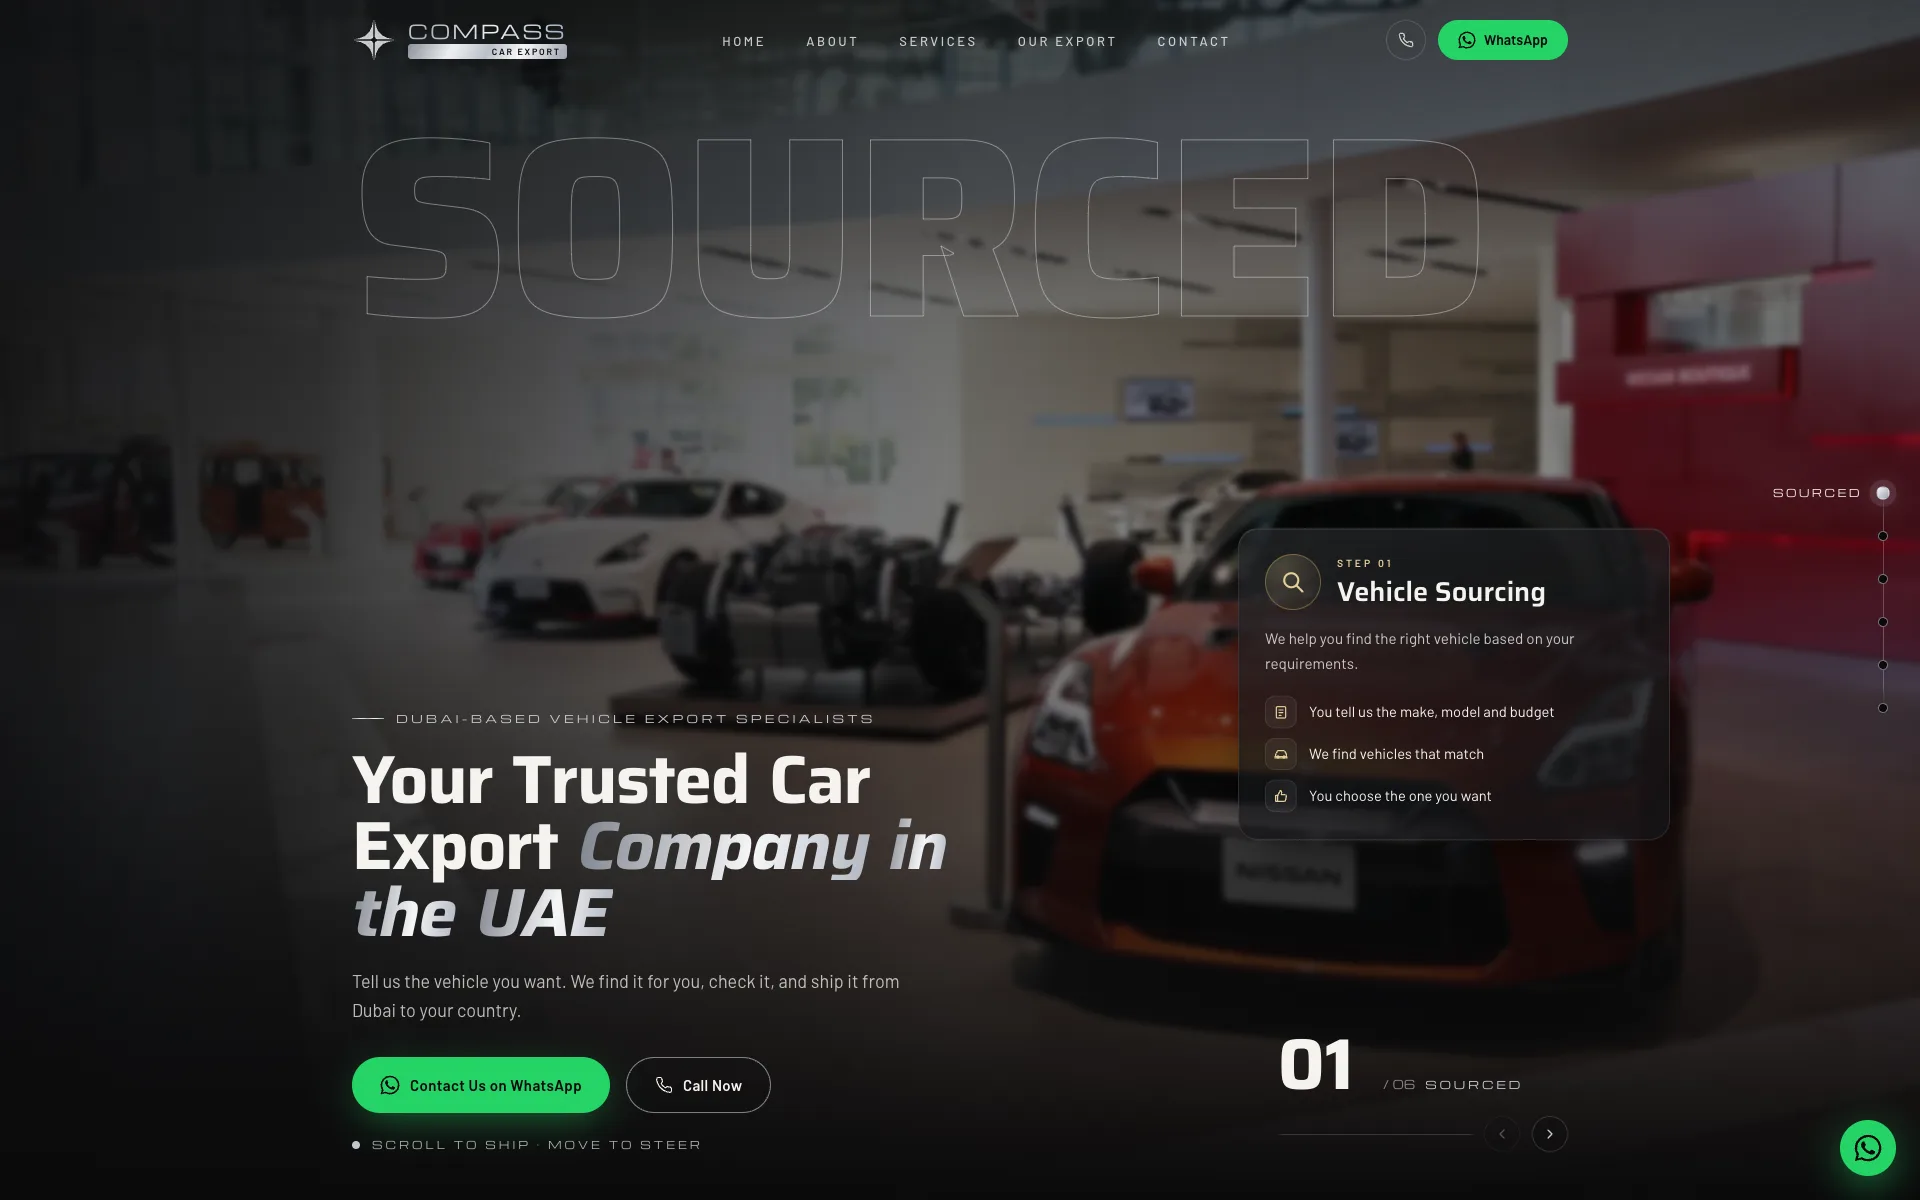 COMPASS
CAR EXPORT
HOME
ABOUT
SERVICES
OUR EXPORT
CONTACT
WhatsApp
SOURCED
SOURCED
STEP 01
Vehicle Sourcing
We help you find the right vehicle based on your
requirements.
You tell us the make, model and budget
We find vehicles that match
You choose the one you want
DUBAI-BASED VEHICLE EXPORT SPECIALISTS
Your Trusted Car
Export Company in
the UAE
Tell us the vehicle you want. We find it for you, check it, and ship it from
Dubai to your country.
Contact Us on WhatsApp
Call Now
SCROLL TO SHIP · MOVE TO STEER
NISSAN
01
/ 06 SOURCED